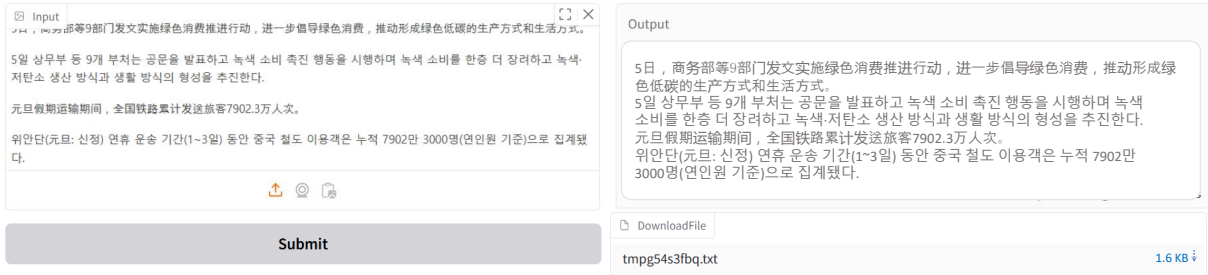 Input
5日，商务部等9部门发文实施绿色消费推进行动，进一步倡导绿色消费，推动形成绿色低碳的生产方式和生活方式。
5일 상무부 등 9개 부처는 공문을 발표하고 녹색 소비 촉진 행동을 시행하며 녹색 소비를 한층 더 장려하고 녹색·
저탄소 생산 방식과 생활 방식의 형성을 추진한다.
元旦假期运输期间，全国铁路累计发送旅客7902.3万人次。
위안단(元旦: 신정) 연휴 운송 기간(1~3일) 동안 중국 철도 이용객은 누적 7902만 3000명(연인원 기준)으로 집계됐
다.
Submit
Output
5日，商务部等9部门发文实施绿色消费推进行动，进一步倡导绿色消费，推动形成绿
色低碳的生产方式和生活方式。
5일 상무부 등 9개 부처는 공문을 발표하고 녹색 소비 촉진 행동을 시행하며 녹색
소비를 한층 더 장려하고 녹색·저탄소 생산 방식과 생활 방식의 형성을 추진한다.
元旦假期运输期间，全国铁路累计发送旅客7902.3万人次。
위안단(元旦: 신정) 연휴 운송 기간(1~3일) 동안 중국 철도 이용객은 누적 7902만
3000명(연인원 기준)으로 집계됐다.
DownloadFile
tmpg54s3fbq.txt
1.6 KB